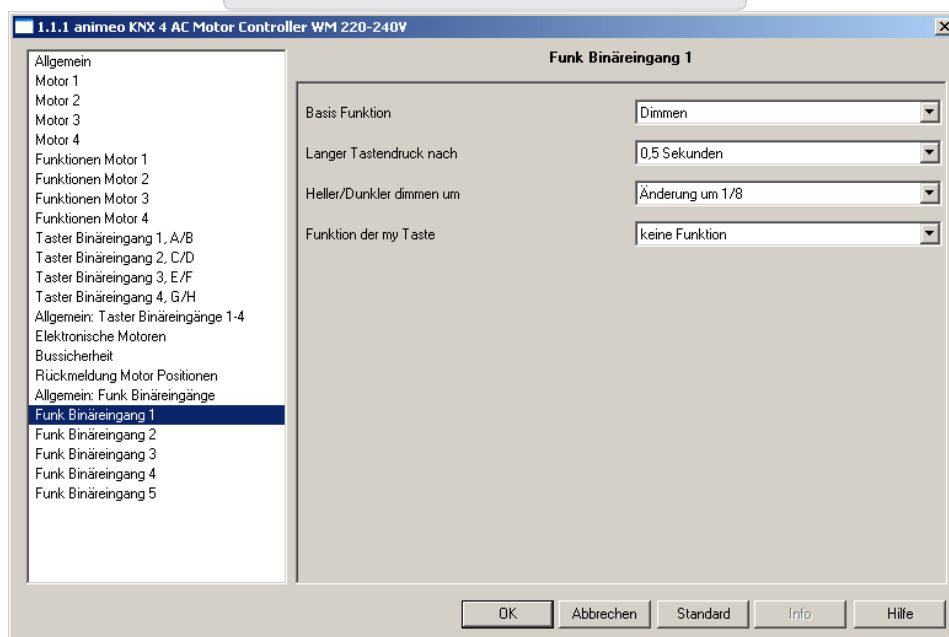 1.1.1 animeo KNX 4 AC Motor Controller WM 220-240V
Allgemein
Motor 1
Motor 2
Motor 3
Motor 4
Funktionen Motor 1
Funktionen Motor 2
Funktionen Motor 3
Funktionen Motor 4
Taster Binäreingang 1, A/B
Taster Binäreingang 2, C/D
Taster Binäreingang 3, E/F
Taster Binäreingang 4, G/H
Allgemein: Taster Binäreingänge 1-4
Elektronische Motoren
Bussicherheit
Rückmeldung Motor Positionen
Allgemein: Funk Binäreingänge
Funk Binäreingang 1
Funk Binäreingang 2
Funk Binäreingang 3
Funk Binäreingang 4
Funk Binäreingang 5
Funk Binäreingang 1
Basis Funktion Dimmen
Langer Tastendruck nach 0,5 Sekunden
Heller/Dunkler dimmen um Änderung um 1/8
Funktion der my Taste keine Funktion
OK Abbrechen Standard Info Hilfe